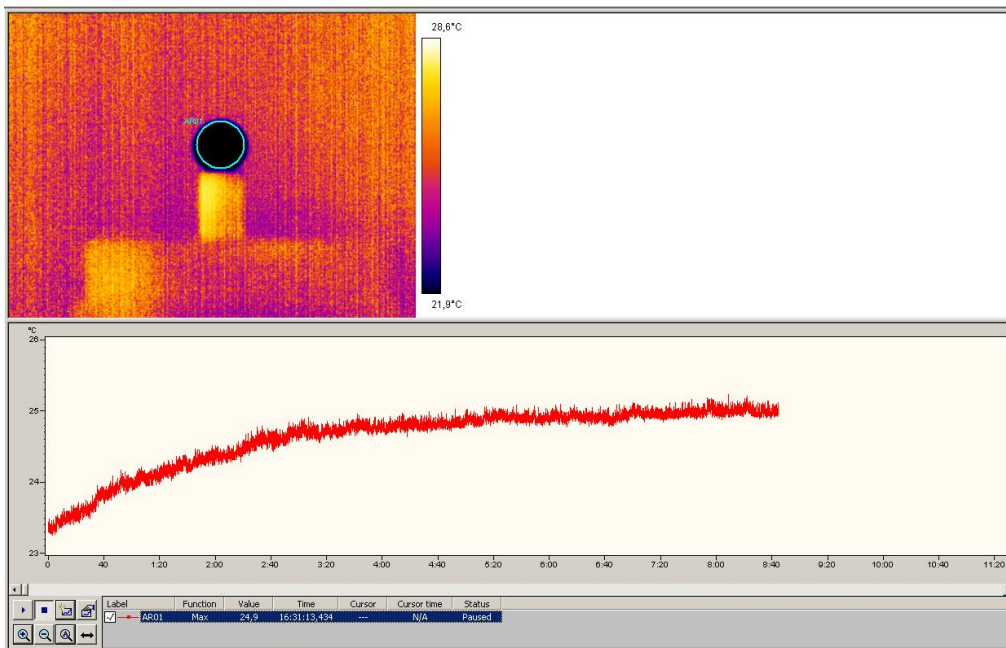 28,6°C
AR01
21,9°C
°C
26
25
24
23
0 40 1:20 2:00 2:40 3:20 4:00 4:40 5:20 6:00 6:40 7:20 8:00 8:40 9:20 10:00 10:40 11:20
Label Function Value Time Cursor Cursor time Status
AR01 Max 24,9 16:31:13,434 --- N/A Paused